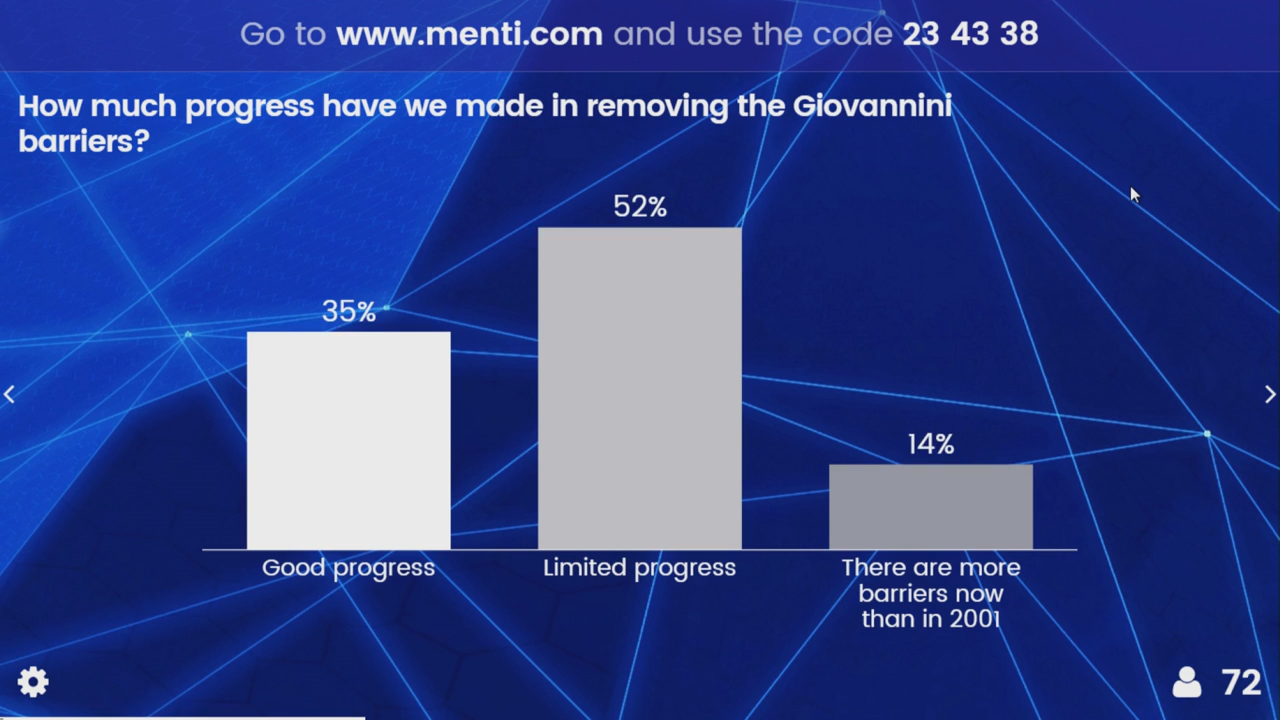 Go to www.menti.com and use the code 23 43 38
How much progress have we made in removing the Giovannini
barriers?
52%
35%
14%
Good progress
Limited progress
There are more
barriers now
than in 2001
72